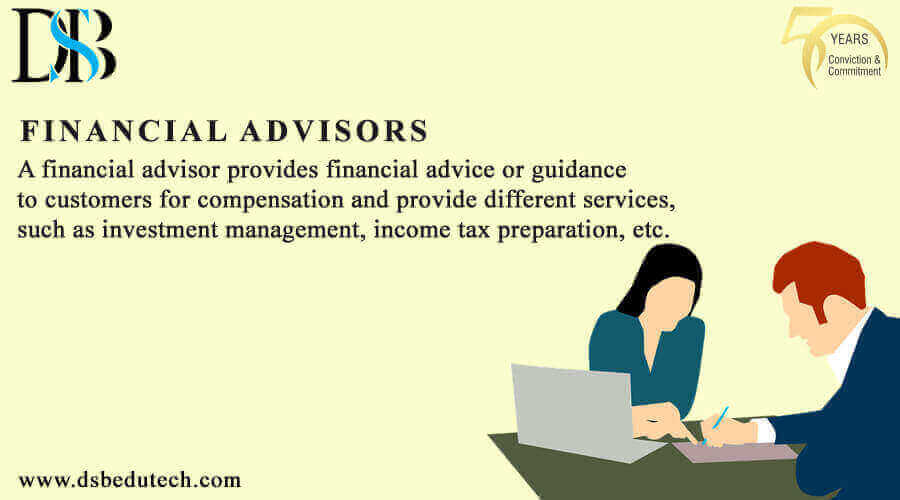 DSB
50
YEARS
Conviction &
Commitment
FINANCIAL ADVISORS
A financial advisor provides financial advice or guidance
to customers for compensation and provide different services,
such as investment management, income tax preparation, etc.
www.dsbedutech.com